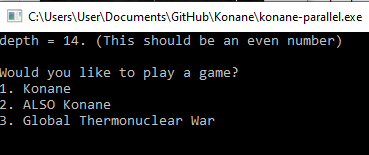 C:\Users\User\Documents\GitHub\Konane\konane-parallel.exe
depth = 14. (This should be an even number)
Would you like to play a game?
1. Konane
2. ALSO Konane
3. Global Thermonuclear War